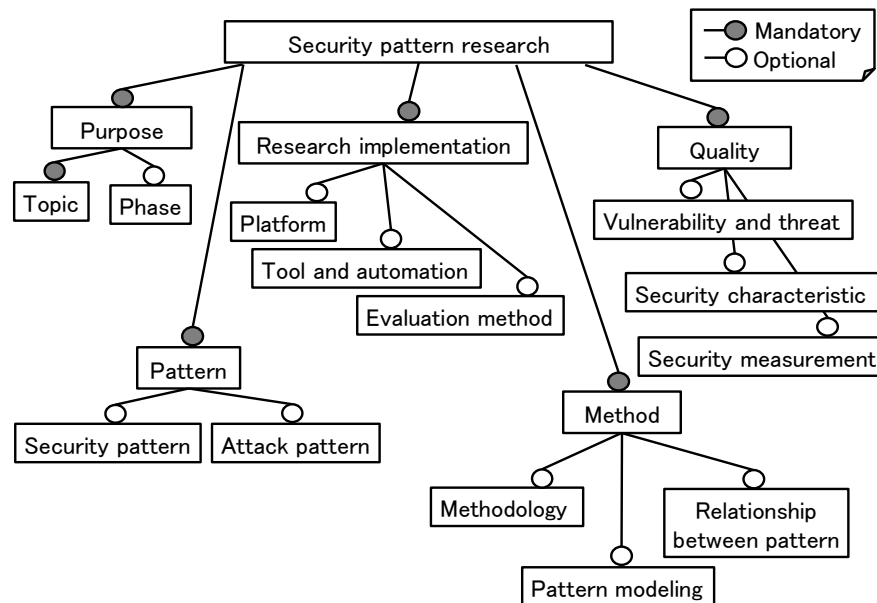 Security pattern research
Mandatory
Optional
Purpose
Research implementation
Quality
Topic
Phase
Platform
Vulnerability and threat
Tool and automation
Security characteristic
Evaluation method
Security measurement
Pattern
Method
Security pattern
Attack pattern
Methodology
Relationship
between pattern
Pattern modeling